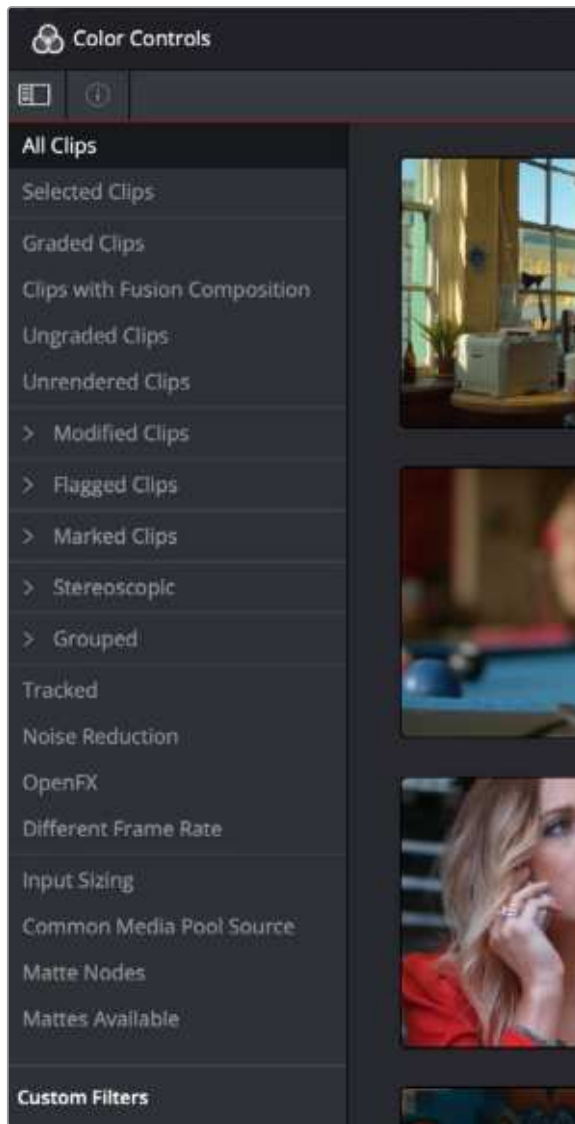 Color Controls
All Clips
Selected Clips
Graded Clips
Clips with Fusion Composition
Ungraded Clips
Unrendered Clips
> Modified Clips
> Flagged Clips
> Marked Clips
> Stereoscopic
> Grouped
Tracked
Noise Reduction
OpenFX
Different Frame Rate
Input Sizing
Common Media Pool Source
Matte Nodes
Mattes Available
Custom Filters